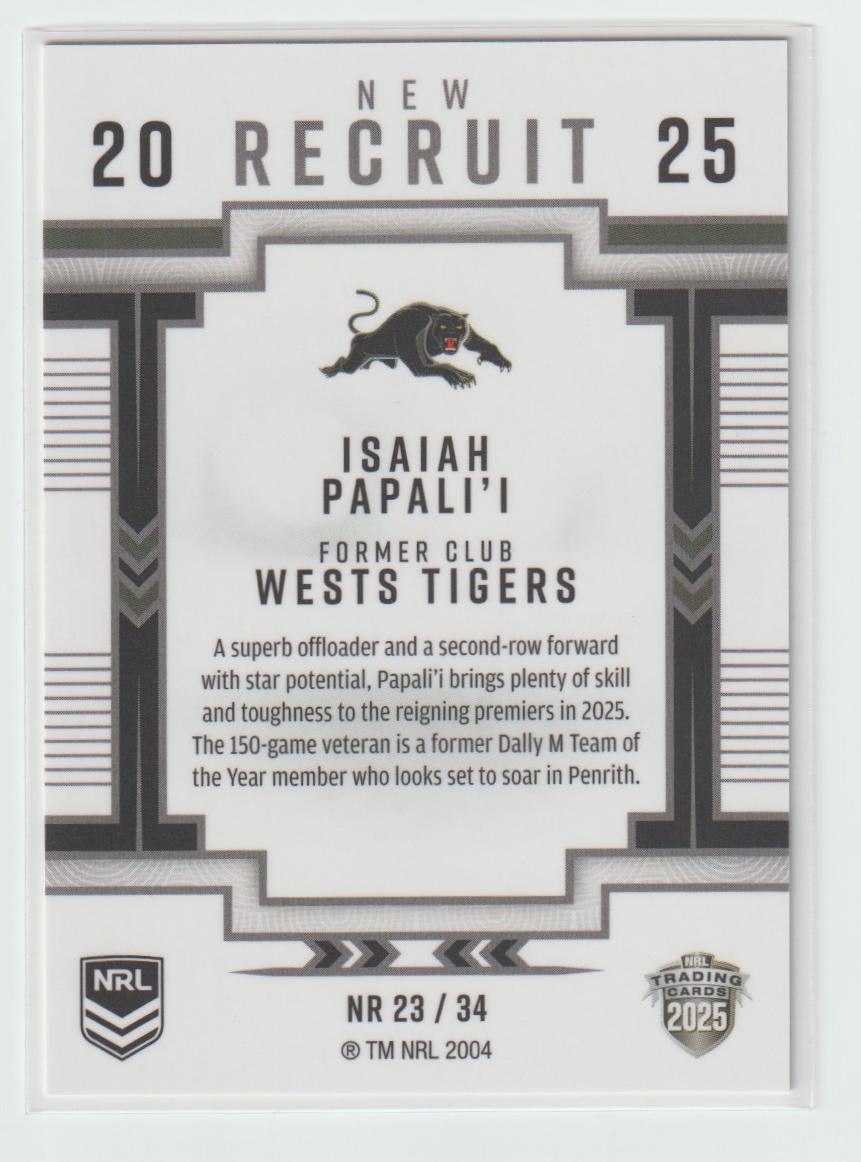 NEW
20 RECRUIT 25
ISAIAH
PAPALI'I
FORMER CLUB
WESTS TIGERS
A superb offloader and a second-row forward
with star potential, Papali'i brings plenty of skill
and toughness to the reigning premiers in 2025.
The 150-game veteran is a former Dally M Team of
the Year member who looks set to soar in Penrith.
NRL
NR 23 / 34
® TM NRL 2004
NRL
TRADING
CARDS
2025